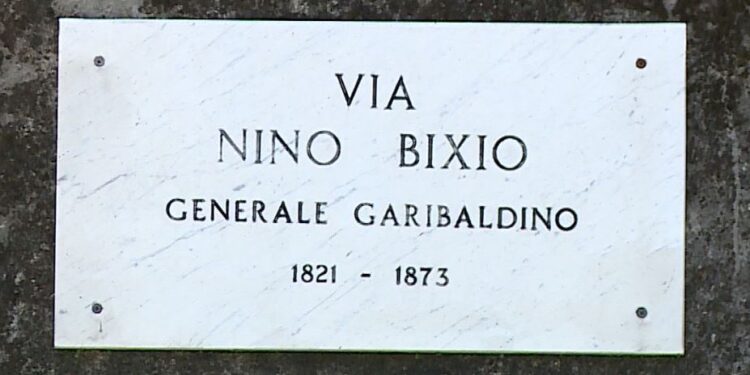 VIA
NINO BIXIO
GENERALE GARIBALDINO
1821 - 1873